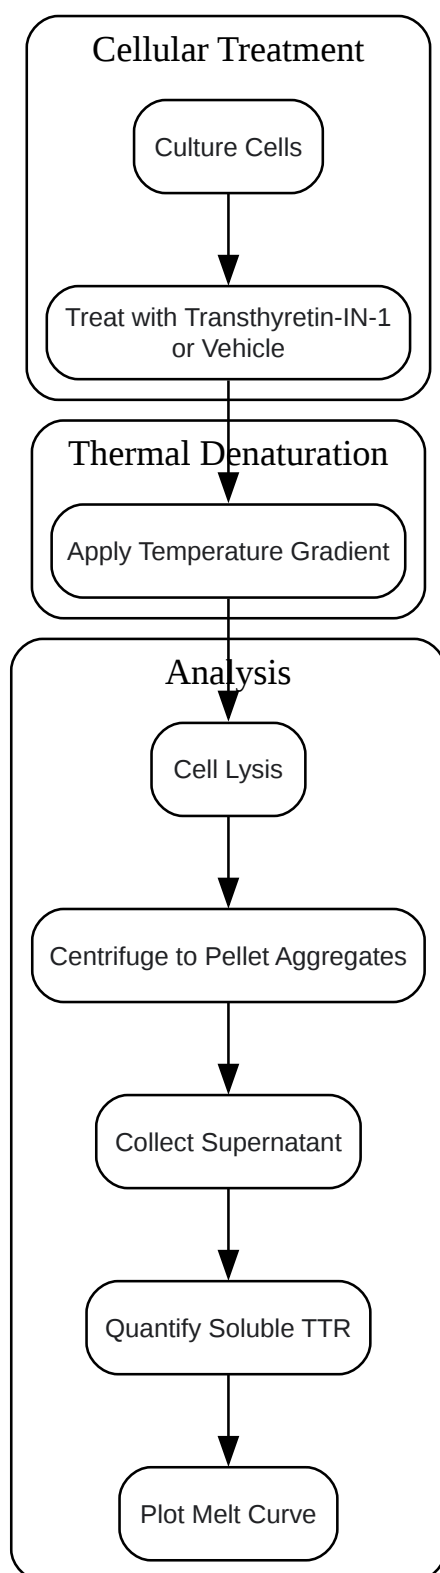 Cellular Treatment
Culture Cells
Treat with Transthyretin-IN-1
or Vehicle
Thermal Denaturation
Apply Temperature Gradient
Analysis
Cell Lysis
Centrifuge to Pellet Aggregates
Collect Supernatant
Quantify Soluble TTR
Plot Melt Curve